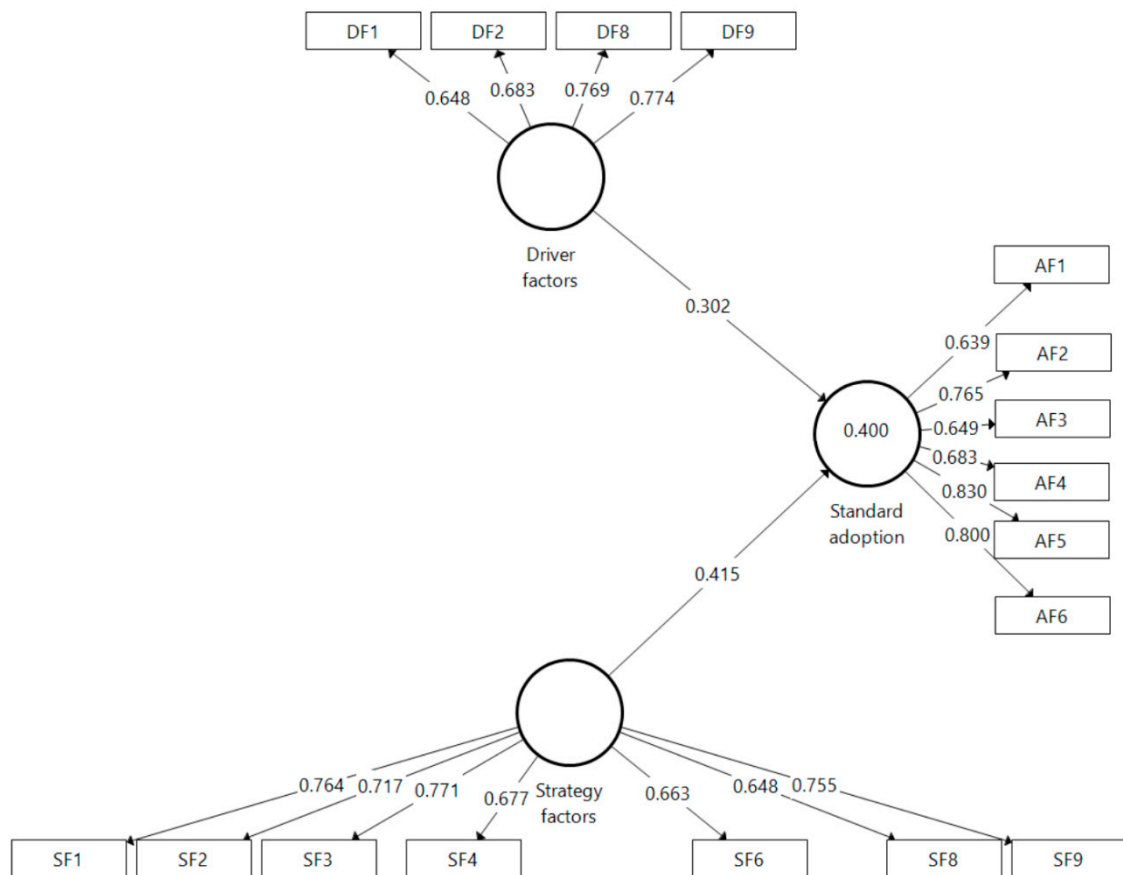 DF1 DF2 DF8 DF9
0.648 0.683 0.769 0.774
Driver
factors
0.302
AF1
0.639
AF2
0.765
AF3
0.649
0.400
0.683
AF4
0.830
Standard
adoption
0.800
AF5
0.415
AF6
0.764 0.717 0.771 0.677 0.663 0.648 0.755
Strategy
factors
SF1 SF2 SF3 SF4 SF6 SF8 SF9